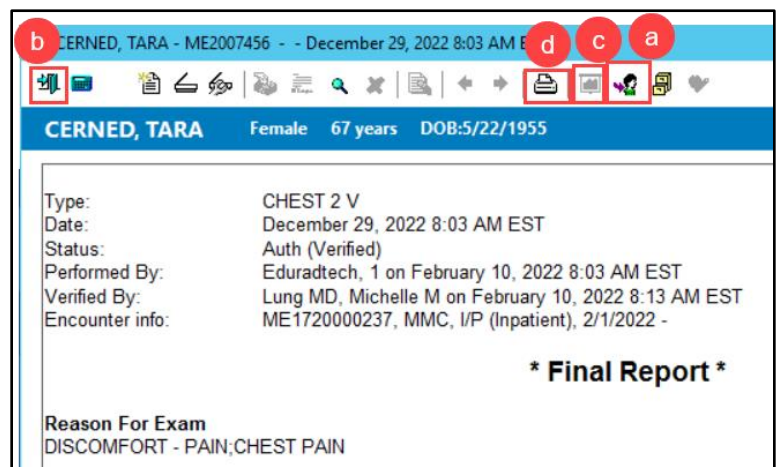 b
CERNED, TARA - ME2007456 - - December 29, 2022 8:03 AM E
d
c
a
CERNED, TARA Female 67 years DOB:5/22/1955
Type: CHEST 2 V
Date: December 29, 2022 8:03 AM EST
Status: Auth (Verified)
Performed By: Eduradtech, 1 on February 10, 2022 8:03 AM EST
Verified By: Lung MD, Michelle M on February 10, 2022 8:13 AM EST
Encounter info: ME1720000237, MMC, I/P (Inpatient), 2/1/2022 -
* Final Report *
Reason For Exam
DISCOMFORT - PAIN;CHEST PAIN